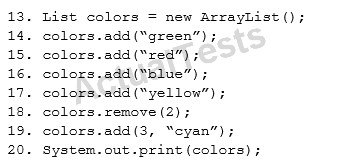 13. List colors = new ArrayList();
14. colors.add(“green”);
15. colors.add(“red”);
16. colors.add(“blue”);
17. colors.add(“yellow”);
18. colors.remove(2);
19. colors.add(3, “cyan”);
20. System.out.print(colors);
ActualTests